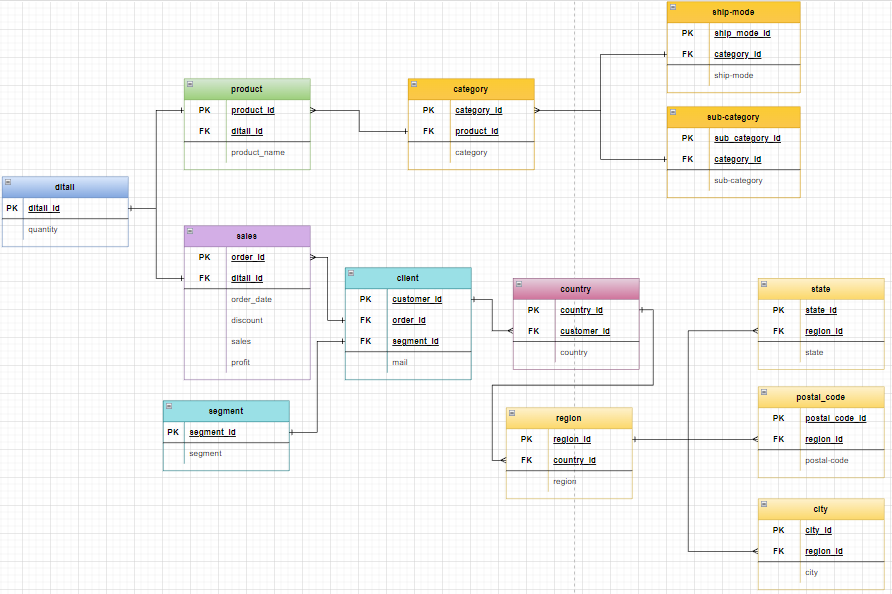 ship-mode
PK ship_mode_id
FK category_id
ship-mode
product
PK product_id
FK ditail_id
product_name
category
PK category_id
FK product_id
category
sub-category
PK sub_category_id
FK category_id
sub-category
ditail
PK ditail_id
quantity
sales
PK order_id
FK ditail_id
order_date
discount
sales
profit
client
PK customer_id
FK order_id
FK segment_id
mail
country
PK country_id
FK customer_id
country
state
PK state_id
FK region_id
state
segment
PK segment_id
segment
region
PK region_id
FK country_id
region
postal_code
PK postal_code_id
FK region_id
postal-code
city
PK city_id
FK region_id
city